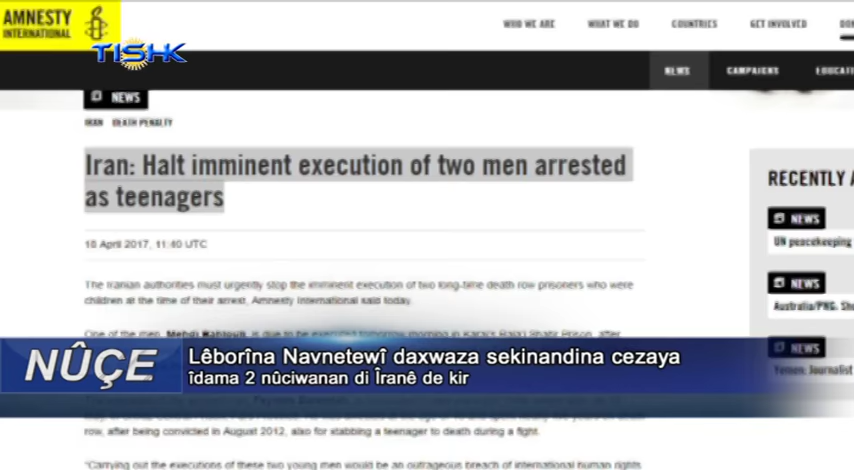 AMNESTY
INTERNATIONAL
TISHK
WHO WE ARE WHAT WE DO COUNTRIES GET INVOLVED
NEWS CAMPAIGNS
NEWS
IRAN DEATH PENALTY
Iran: Halt imminent execution of two men arrested
as teenagers
18 April 2017, 11:40 UTC
The Iranian authorities must urgently stop the imminent execution of two long-time death row prisoners who were
children at the time of their arrest, Amnesty International said today.
RECENTLY
NEWS
UN peacekeeping
NEWS
Australia/PNG.
NEWS
Yemen: Journalist
NÛÇE
Lêborîna Navnetewî daxwaza sekinandina cezaya
îdama 2 nûciwanan di Îranê de kir
row, after being convicted in August 2012, also for stabbing a teenager to death during a fight.
"Carrying out the executions of these two young men would be an outrageous breach of international human rights